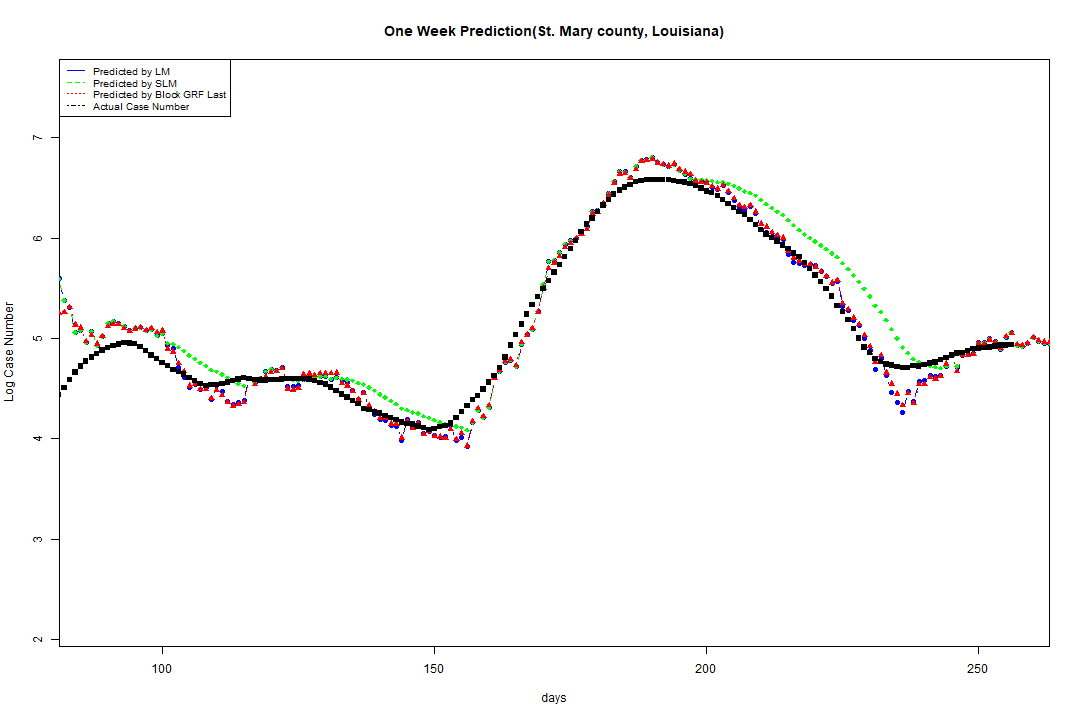 One Week Prediction(St. Mary county, Louisiana)
Predicted by LM
Predicted by SLM
Predicted by Block GRF Last
Actual Case Number
7
6
5
4
3
2
Log Case Number
100 150 200 250
days